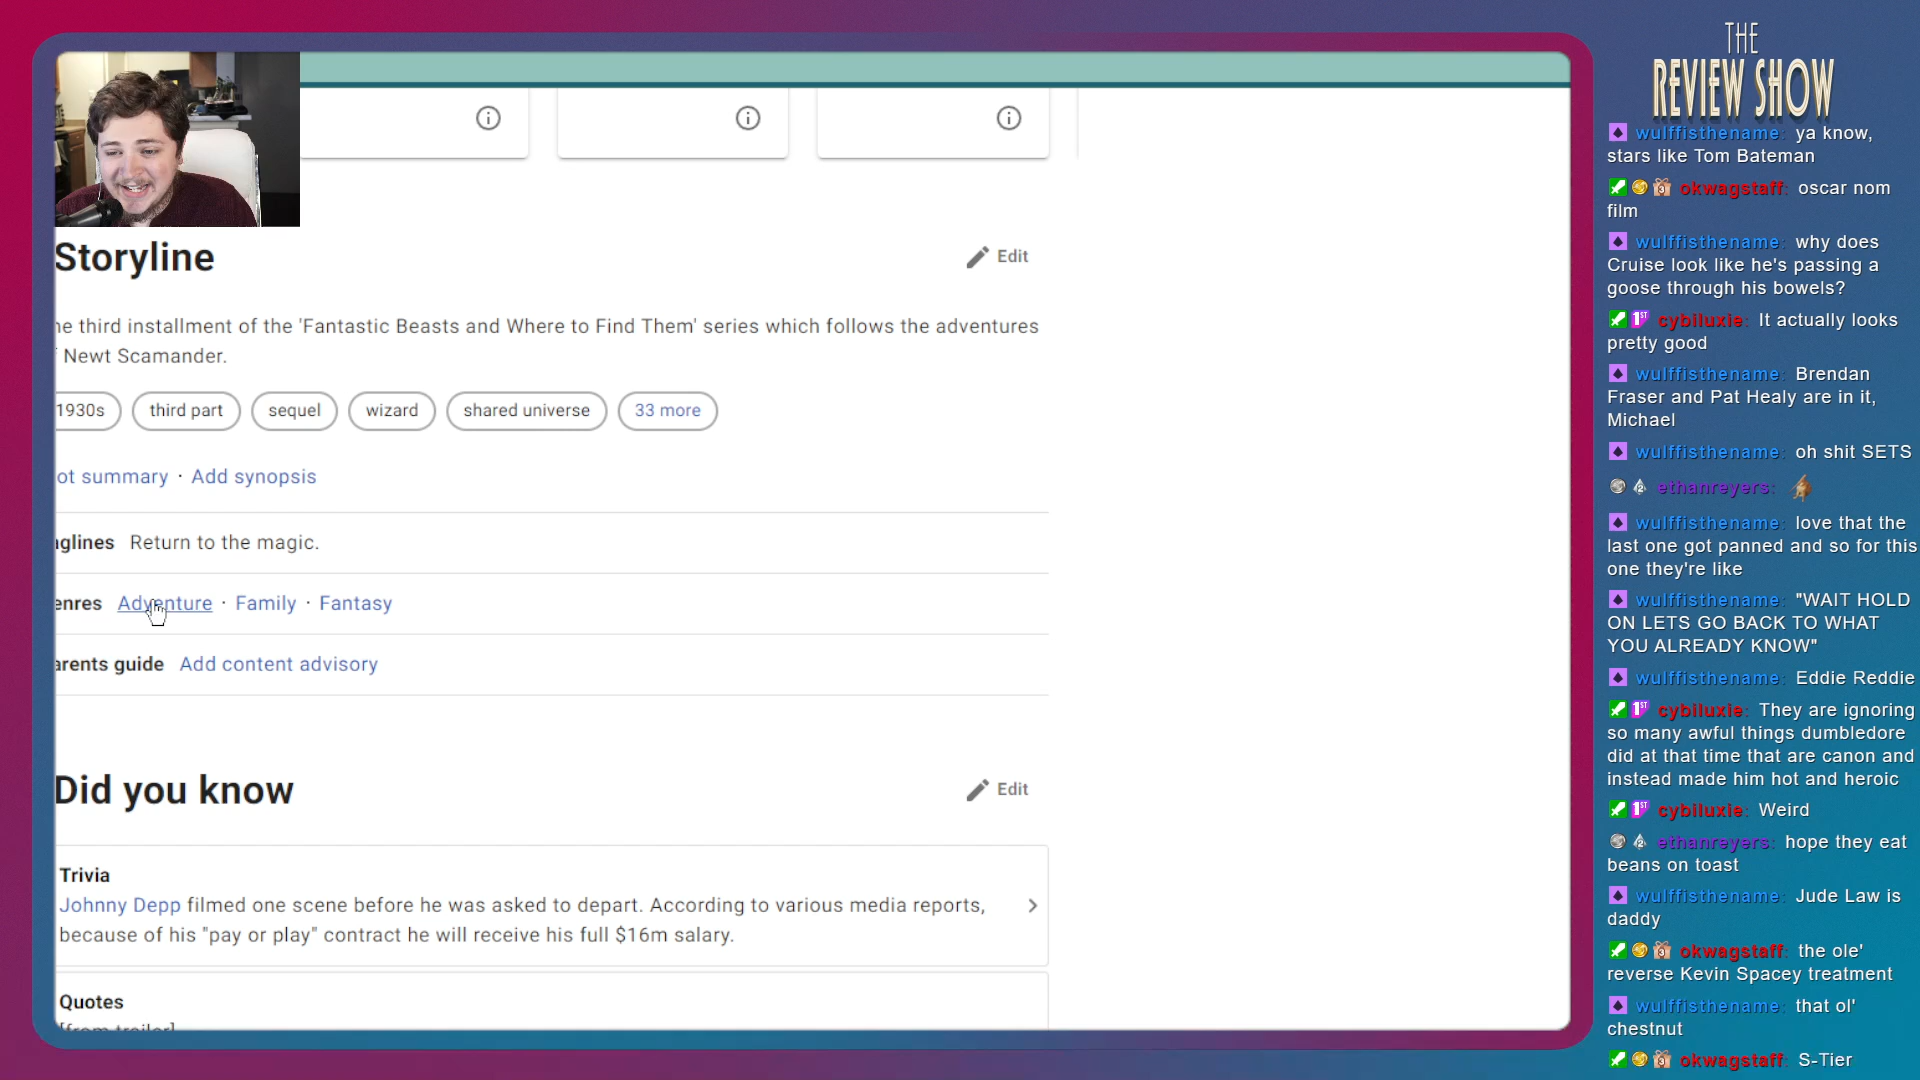 THE
REVIEW SHOW
Storyline
Edit
he third installment of the 'Fantastic Beasts and Where to Find Them' series which follows the adventures
Newt Scamander.
1930s
third part
sequel
wizard
shared universe
33 more
ot summary · Add synopsis
aglines Return to the magic.
enres Adventure · Family · Fantasy
arents guide Add content advisory
Did you know
Edit
Trivia
Johnny Depp filmed one scene before he was asked to depart. According to various media reports,
because of his "pay or play" contract he will receive his full $16m salary.
Quotes
[from trailer]
wulffisthename: ya know,
stars like Tom Bateman
okwagstaff: oscar nom
film
wulffisthename: why does
Cruise look like he's passing a
goose through his bowels?
cybiluxie: It actually looks
pretty good
wulffisthename: Brendan
Fraser and Pat Healy are in it,
Michael
wulffisthename: oh shit SETS
ethanreyers:
wulffisthename: love that the
last one got panned and so for this
one they're like
wulffisthename: "WAIT HOLD
ON LETS GO BACK TO WHAT
YOU ALREADY KNOW"
wulffisthename: Eddie Reddie
cybiluxie: They are ignoring
so many awful things dumbledore
did at that time that are canon and
instead made him hot and heroic
cybiluxie: Weird
ethanreyers: hope they eat
beans on toast
wulffisthename: Jude Law is
daddy
okwagstaff: the ole'
reverse Kevin Spacey treatment
wulffisthename: that ol'
chestnut
okwagstaff: S-Tier